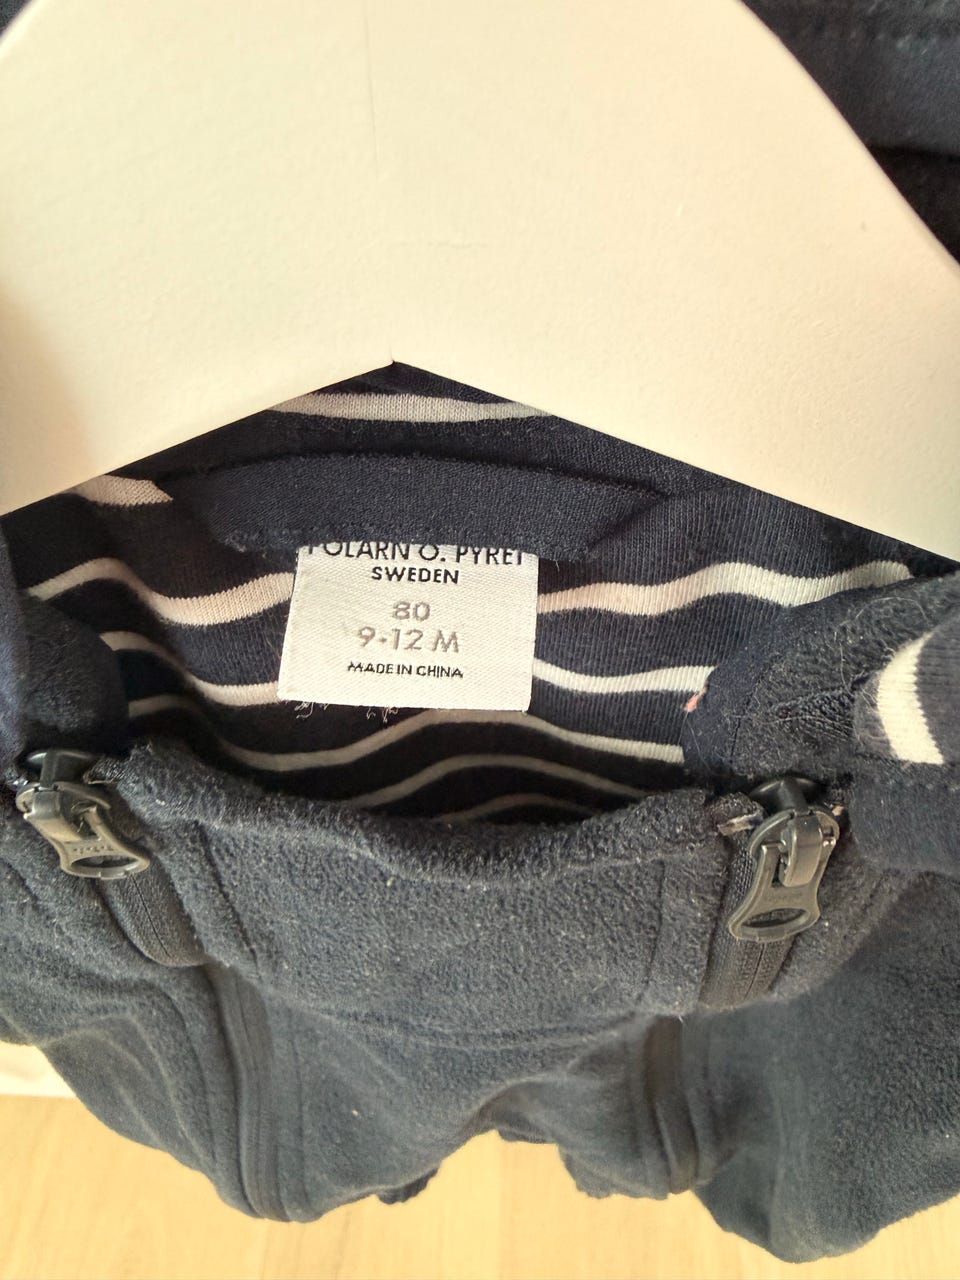 POLARN O. PYRET
SWEDEN
80
9-12 M
MADE IN CHINA